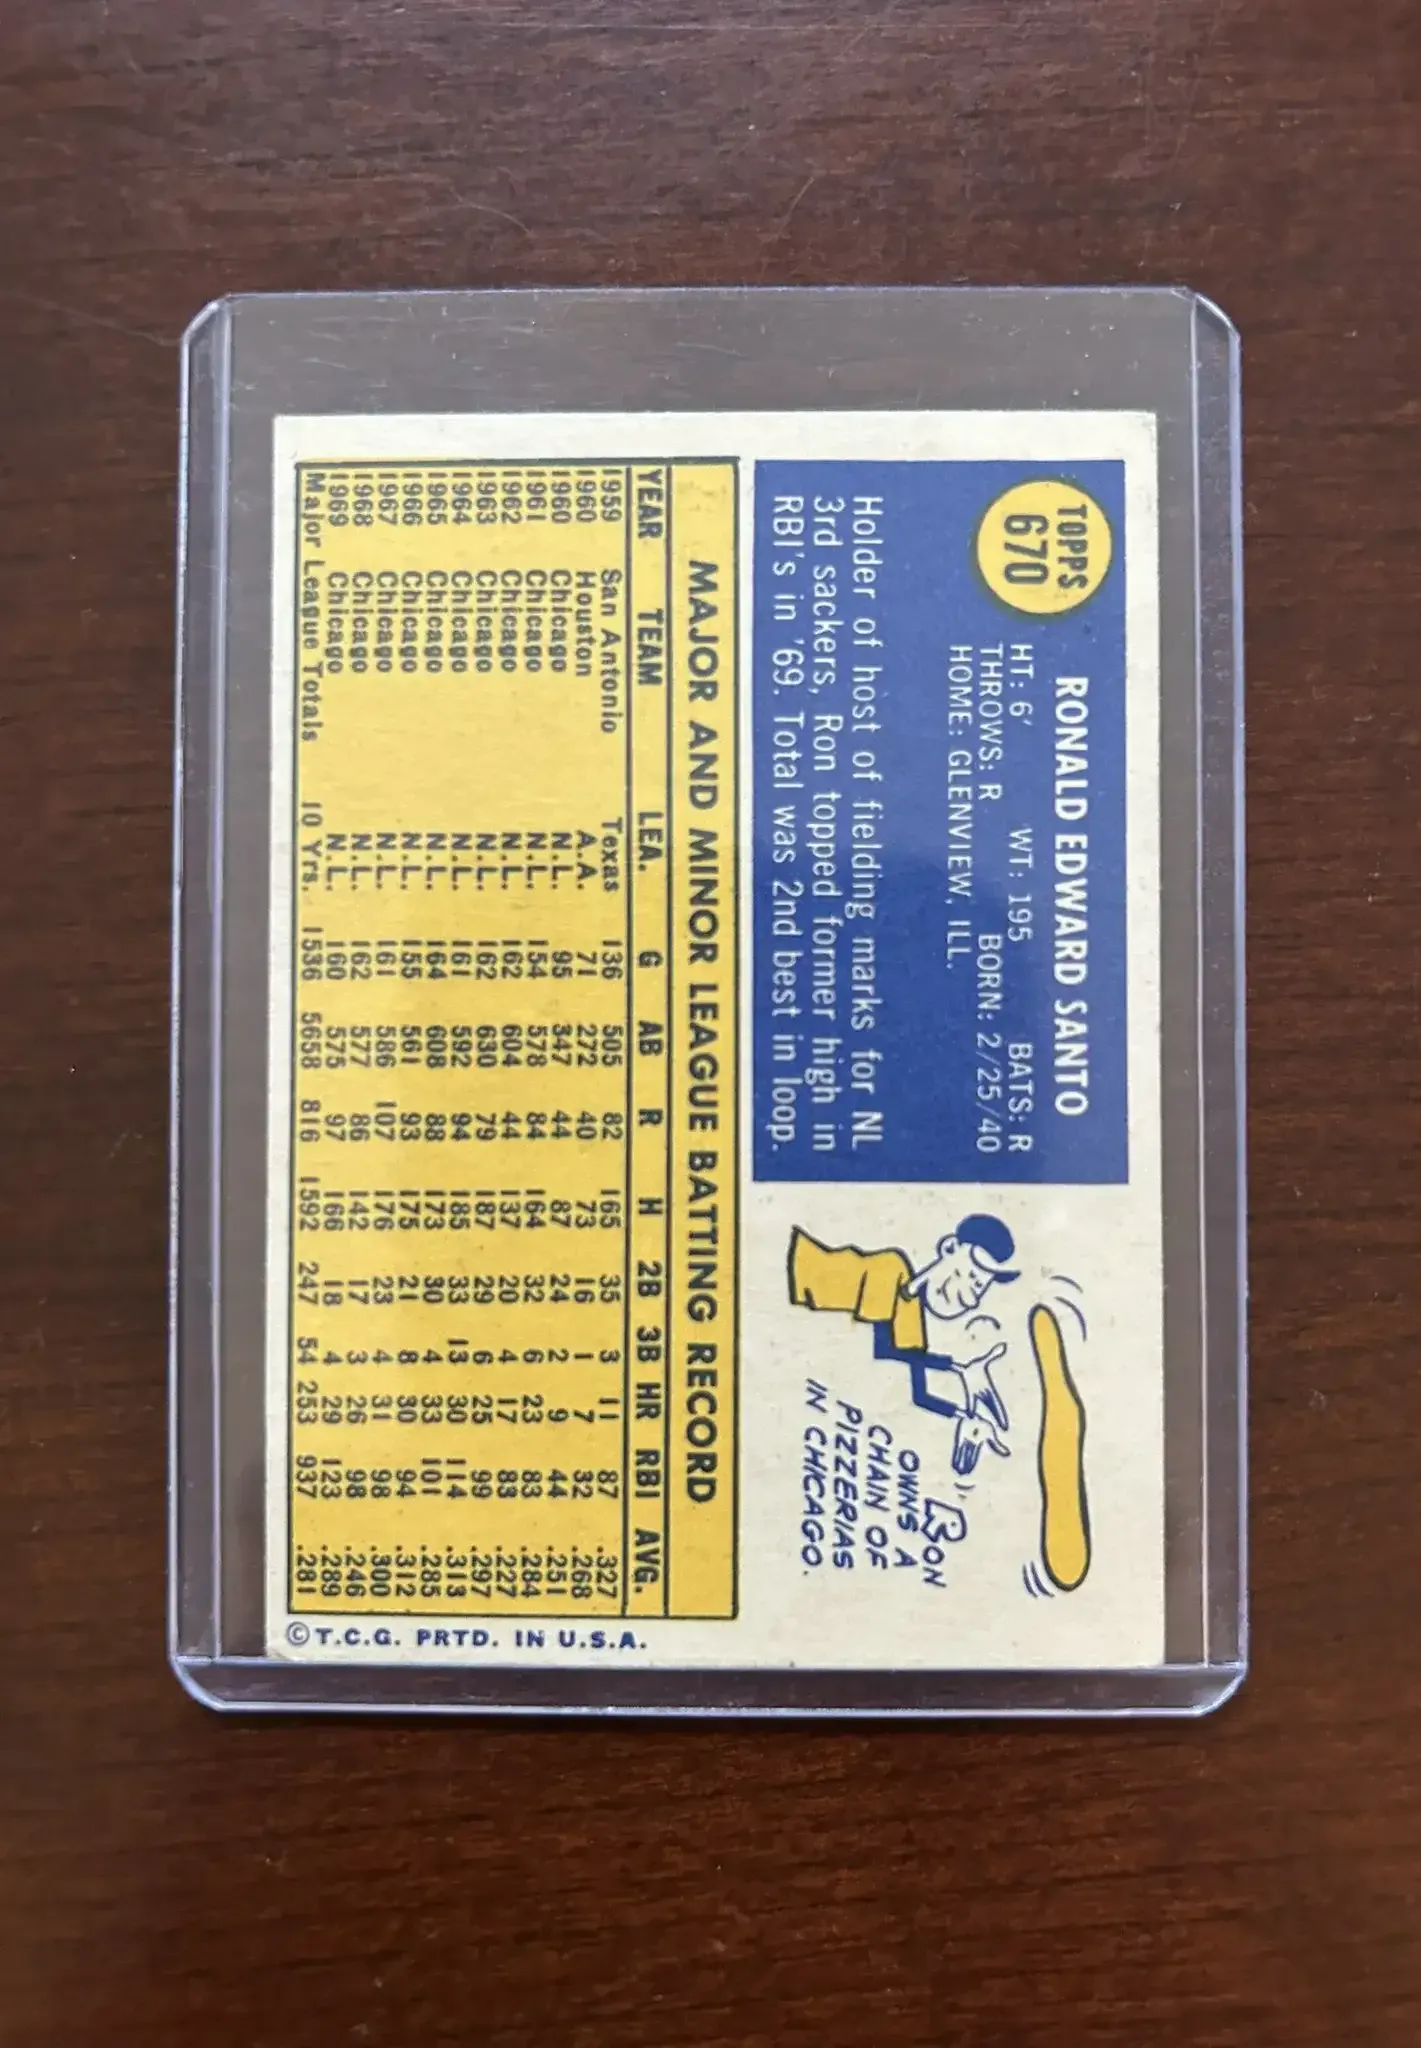 TOPPS
670
RONALD EDWARD SANTO
HT: 6' WT: 195 BATS: R
THROWS: R BORN: 2/25/40
HOME: GLENVIEW, ILL.
Holder of host of fielding marks for NL
3rd sackers, Ron topped former high in
RBI's in '69. Total was 2nd best in loop.
RON
OWNS A
CHAIN OF
PIZZERIAS
IN CHICAGO.
MAJOR AND MINOR LEAGUE BATTING RECORD
YEAR TEAM LEA. G AB R H 2B 3B HR RBI AVG.
1959 San Antonio Texas 136 505 82 165 35 3 11 87 .327
1960 Houston A.A. 71 272 40 73 16 1 7 32 .268
1960 Chicago N.L. 95 347 44 87 24 2 9 44 .251
1961 Chicago N.L. 154 578 84 164 32 6 23 83 .284
1962 Chicago N.L. 162 604 44 137 20 4 17 83 .227
1963 Chicago N.L. 162 630 79 187 29 6 25 99 .297
1964 Chicago N.L. 161 592 94 185 33 13 30 114 .313
1965 Chicago N.L. 164 608 88 173 30 4 33 101 .285
1966 Chicago N.L. 155 561 93 175 21 8 30 94 .312
1967 Chicago N.L. 161 586 107 176 23 4 31 98 .300
1968 Chicago N.L. 162 577 86 142 17 3 26 98 .246
1969 Chicago N.L. 160 575 97 166 18 4 29 123 .289
Major League Totals 10 Yrs. 1536 5658 816 1592 247 54 253 937 .281
©T.C.G. PRTD. IN U.S.A.